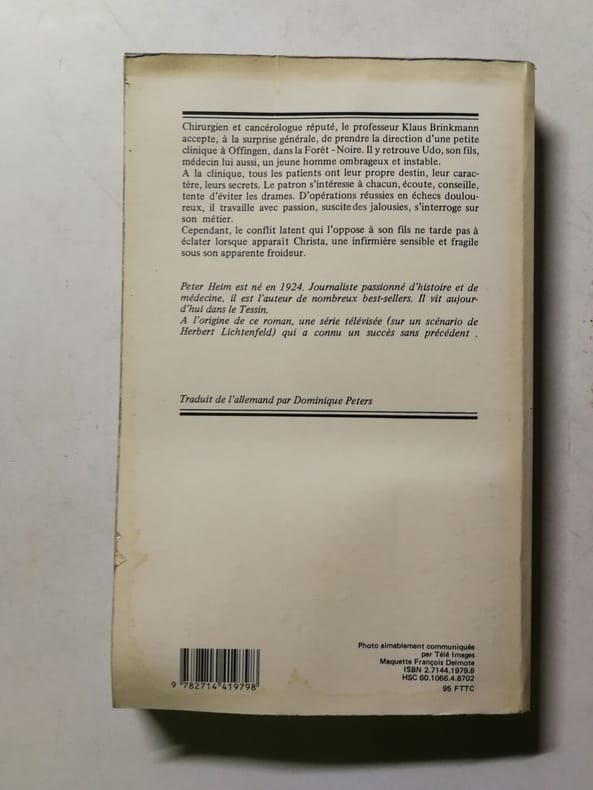 Chirurgien et cancérologue réputé, le professeur Klaus Brinkmann
accepte, à la surprise générale, de prendre la direction d'une petite
clinique à Offingen, dans la Forêt - Noire. Il y retrouve Udo, son fils,
médecin lui aussi, un jeune homme ombrageux et instable.
A la clinique, tous les patients ont leur propre destin, leur carac-
tère, leurs secrets. Le patron s'intéresse à chacun, écoute, conseille,
tente d'éviter les drames. D'opérations réussies en échecs doulou-
reux, il travaille avec passion, suscite des jalousies, s'interroge sur
son métier.
Cependant, le conflit latent qui l'oppose à son fils ne tarde pas à
éclater lorsque apparaît Christa, une infirmière sensible et fragile
sous son apparente froideur.
Peter Heim est né en 1924. Journaliste passionné d'histoire et de
médecine, il est l'auteur de nombreux best-sellers. Il vit aujour-
d'hui dans le Tessin.
A l'origine de ce roman, une série télévisée (sur un scénario de
Herbert Lichtenfeld) qui a connu un succès sans précédent .
Traduit de l'allemand par Dominique Peters
Photo aimablement communiquée
par Télé Images
Maquette François Delmote
ISBN 2.7144.1979.8
HSC 60.1066.4.8702
95 FTTC
9 782714 419798